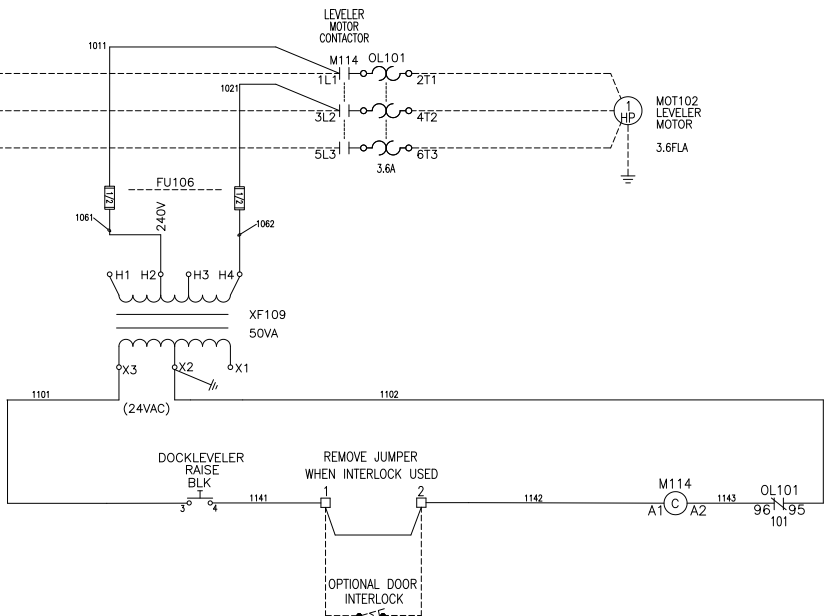 LEVELER
MOTOR
CONTACTOR
1011
M114
OL101
1L1
2T1
1021
3L2
4T2
1
HP
MOT102
LEVELER
MOTOR
3.6FLA
5L3
6T3
3.6A
FU106
1/2
1/2
240V
1061
1062
H1
H2
H3
H4
XF109
50VA
X3
X2
X1
1101
(24VAC)
1102
DOCKLEVELER
RAISE
BLK
3
4
1141
REMOVE JUMPER
WHEN INTERLOCK USED
1
2
1142
M114
C
A1
A2
1143
OL101
96
95
101
OPTIONAL DOOR
INTERLOCK